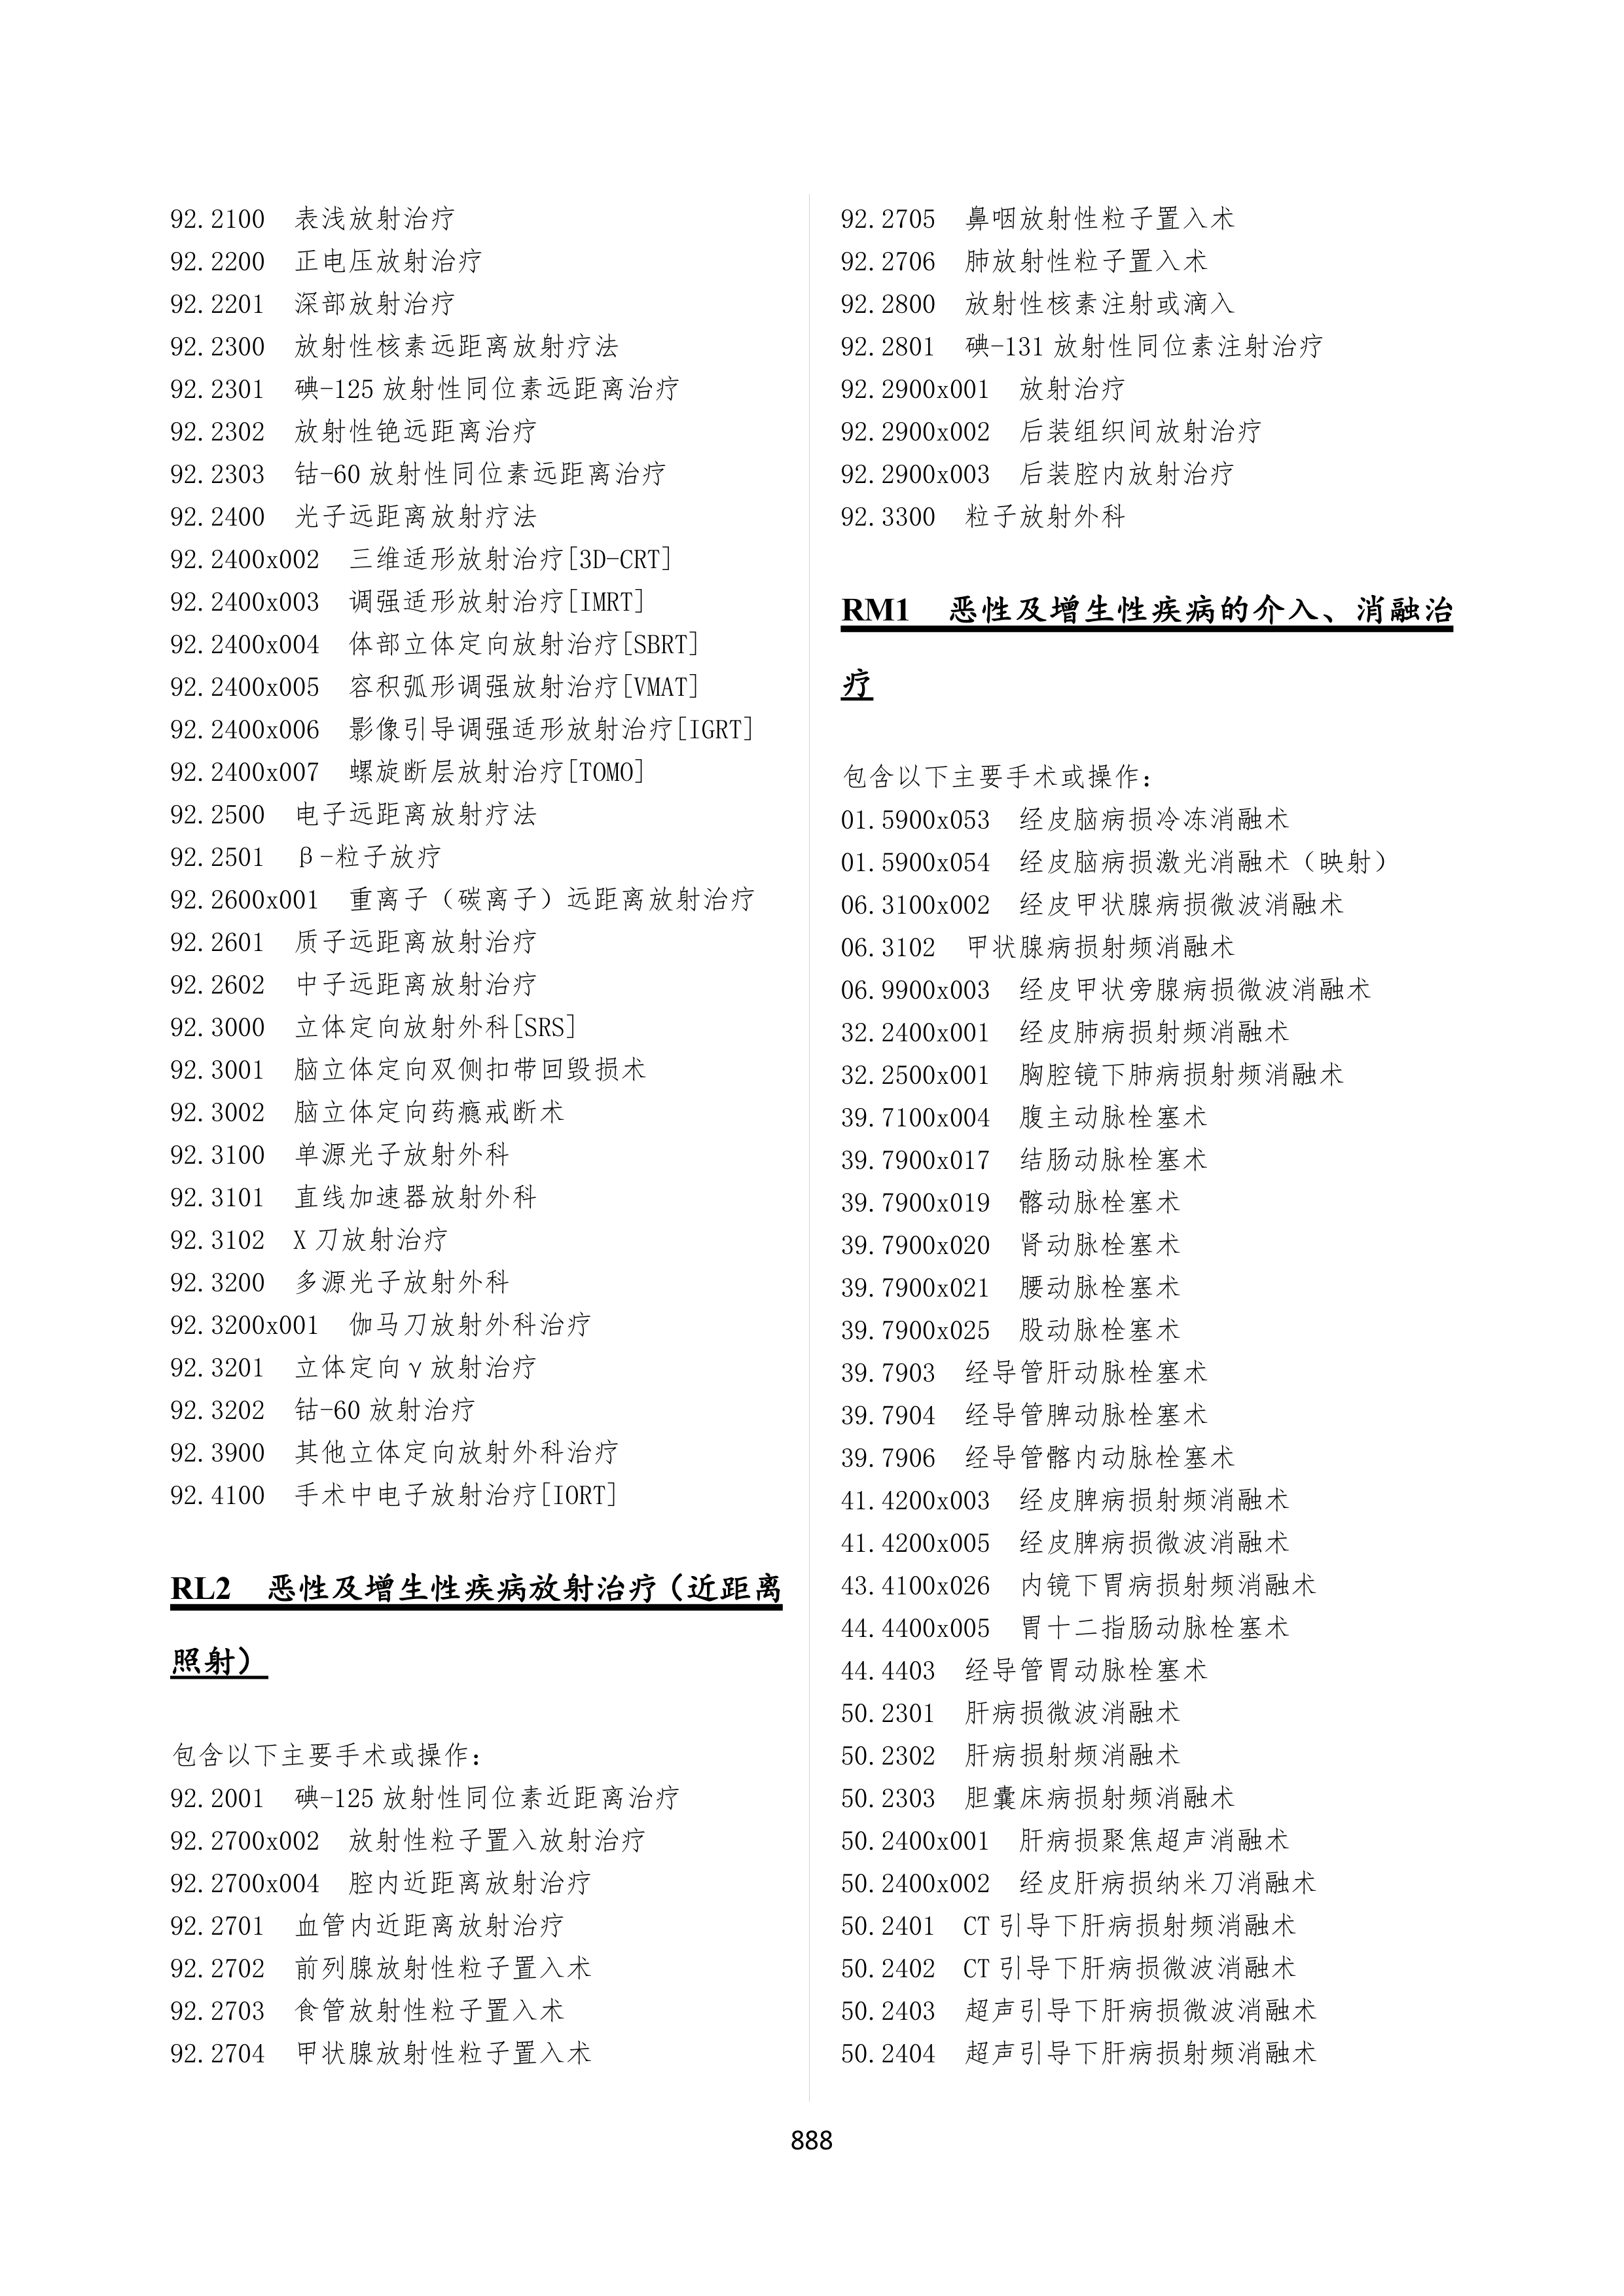 92.2100 表浅放射治疗
92.2200 正电压放射治疗
92.2201 深部放射治疗
92.2300 放射性核素远距离放射疗法
92.2301 碘-125 放射性同位素远距离治疗
92.2302 放射性铯远距离治疗
92.2303 钴-60 放射性同位素远距离治疗
92.2400 光子远距离放射疗法
92.2400x002 三维适形放射治疗[3D-CRT]
92.2400x003 调强适形放射治疗[IMRT]
92.2400x004 体部立体定向放射治疗[SBRT]
92.2400x005 容积弧形调强放射治疗[VMAT]
92.2400x006 影像引导调强适形放射治疗[IGRT]
92.2400x007 螺旋断层放射治疗[TOMO]
92.2500 电子远距离放射疗法
92.2501 β-粒子放疗
92.2600x001 重离子（碳离子）远距离放射治疗
92.2601 质子远距离放射治疗
92.2602 中子远距离放射治疗
92.3000 立体定向放射外科[SRS]
92.3001 脑立体定向双侧扣带回毁损术
92.3002 脑立体定向药瘾戒断术
92.3100 单源光子放射外科
92.3101 直线加速器放射外科
92.3102 X 刀放射治疗
92.3200 多源光子放射外科
92.3200x001 伽马刀放射外科治疗
92.3201 立体定向γ放射治疗
92.3202 钴-60 放射治疗
92.3900 其他立体定向放射外科治疗
92.4100 手术中电子放射治疗[IORT]
RL2 恶性及增生性疾病放射治疗（近距离
照射）
包含以下主要手术或操作：
92.2001 碘-125 放射性同位素近距离治疗
92.2700x002 放射性粒子置入放射治疗
92.2700x004 腔内近距离放射治疗
92.2701 血管内近距离放射治疗
92.2702 前列腺放射性粒子置入术
92.2703 食管放射性粒子置入术
92.2704 甲状腺放射性粒子置入术
92.2705 鼻咽放射性粒子置入术
92.2706 肺放射性粒子置入术
92.2800 放射性核素注射或滴入
92.2801 碘-131 放射性同位素注射治疗
92.2900x001 放射治疗
92.2900x002 后装组织间放射治疗
92.2900x003 后装腔内放射治疗
92.3300 粒子放射外科
RM1 恶性及增生性疾病的介入、消融治
疗
包含以下主要手术或操作：
01.5900x053 经皮脑病损冷冻消融术
01.5900x054 经皮脑病损激光消融术（映射）
06.3100x002 经皮甲状腺病损微波消融术
06.3102 甲状腺病损射频消融术
06.9900x003 经皮甲状旁腺病损微波消融术
32.2400x001 经皮肺病损射频消融术
32.2500x001 胸腔镜下肺病损射频消融术
39.7100x004 腹主动脉栓塞术
39.7900x017 结肠动脉栓塞术
39.7900x019 髂动脉栓塞术
39.7900x020 肾动脉栓塞术
39.7900x021 腰动脉栓塞术
39.7900x025 股动脉栓塞术
39.7903 经导管肝动脉栓塞术
39.7904 经导管脾动脉栓塞术
39.7906 经导管髂内动脉栓塞术
41.4200x003 经皮脾病损射频消融术
41.4200x005 经皮脾病损微波消融术
43.4100x026 内镜下胃病损射频消融术
44.4400x005 胃十二指肠动脉栓塞术
44.4403 经导管胃动脉栓塞术
50.2301 肝病损微波消融术
50.2302 肝病损射频消融术
50.2303 胆囊床病损射频消融术
50.2400x001 肝病损聚焦超声消融术
50.2400x002 经皮肝病损纳米刀消融术
50.2401 CT 引导下肝病损射频消融术
50.2402 CT 引导下肝病损微波消融术
50.2403 超声引导下肝病损微波消融术
50.2404 超声引导下肝病损射频消融术
888